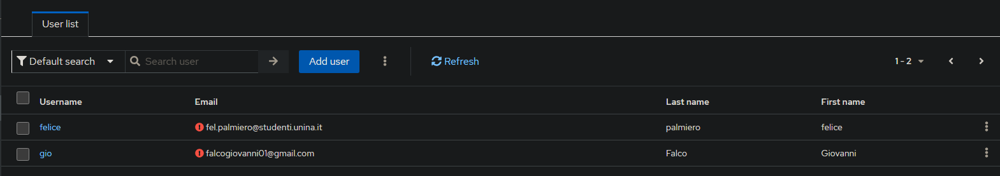 User list
Default search Search user Add user Refresh 1 - 2
Username Email Last name First name
felice fel.palmiero@studenti.unina.it palmiero felice
gio falcogiovanni01@gmail.com Falco Giovanni